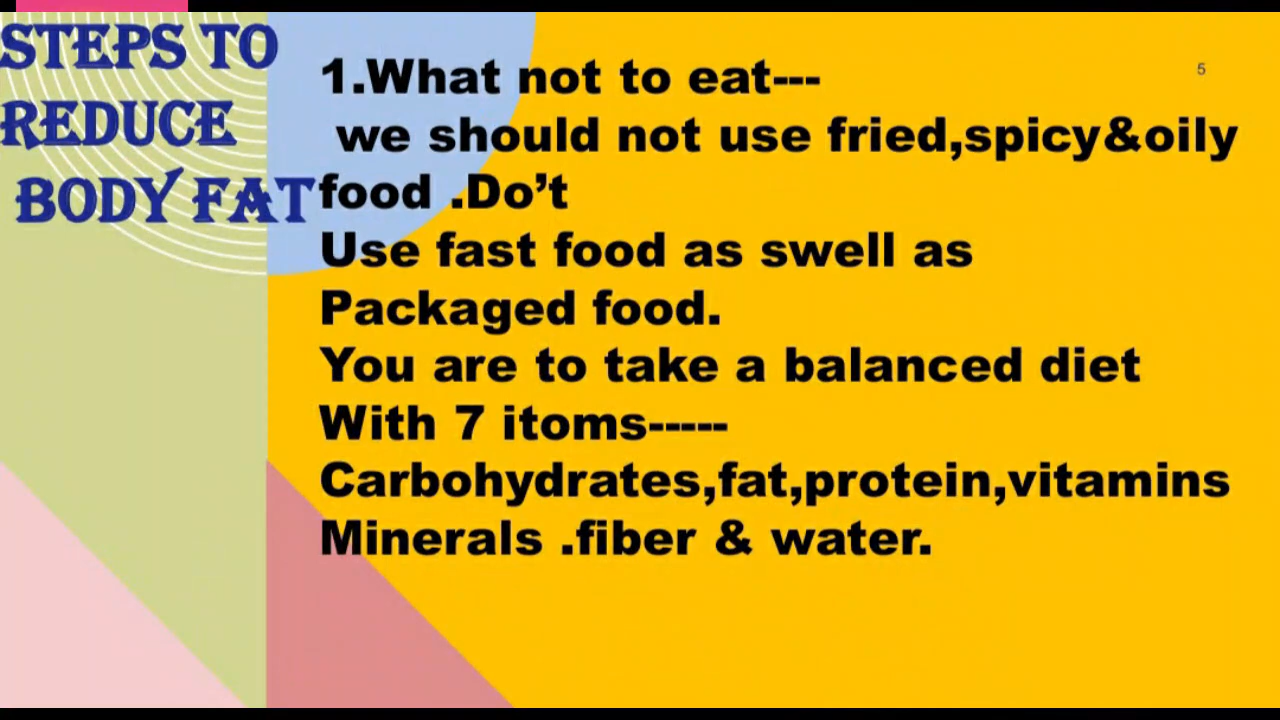 STEPS TO
REDUCE
BODY FAT
5
1.What not to eat---
we should not use fried,spicy&oily
food .Do’t
Use fast food as swell as
Packaged food.
You are to take a balanced diet
With 7 itoms-----
Carbohydrates,fat,protein,vitamins
Minerals .fiber & water.